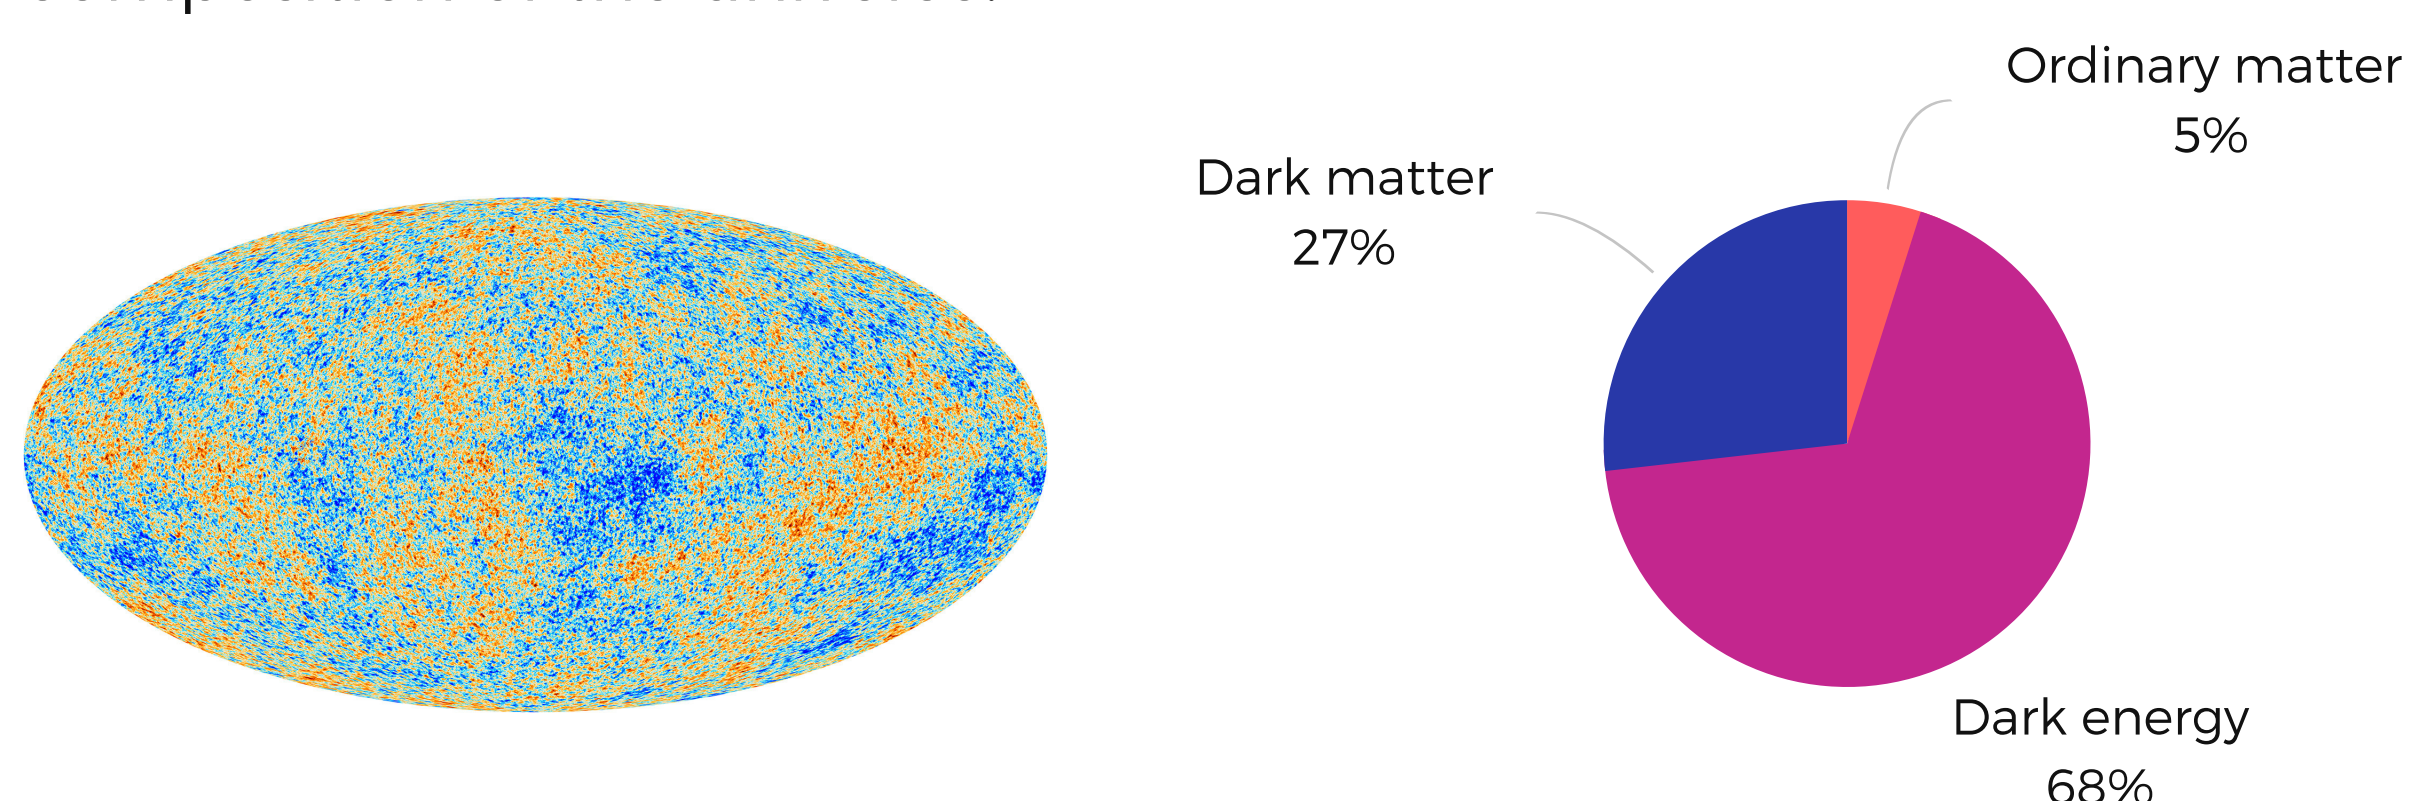 Ordinary matter
5%
Dark matter
27%
Dark energy
68%